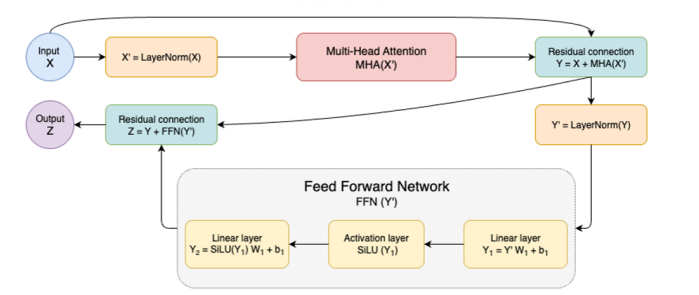 Input
X
X' = LayerNorm(X)
Multi-Head Attention
MHA(X')
Residual connection
Y = X + MHA(X')
Output
Z
Residual connection
Z = Y + FFN(Y')
Y' = LayerNorm(Y)
Feed Forward Network
FFN (Y')
Linear layer
Y₂ = SiLU(Y₁) W₁ + b₁
Activation layer
SiLU (Y₁)
Linear layer
Y₁ = Y' W₁ + b₁